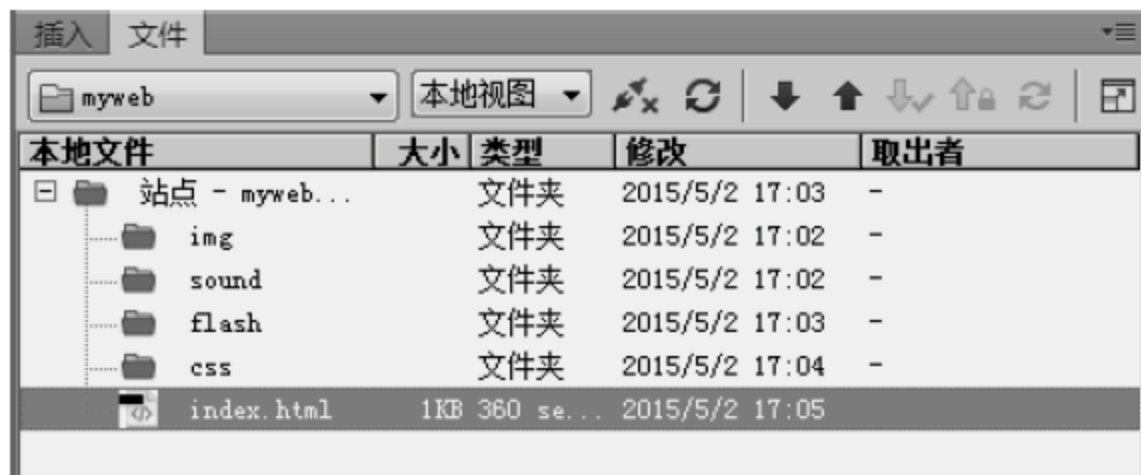 插入 文件
myweb 本地视图
本地文件 大小 类型 修改 取出者
站点 - myweb... 文件夹 2015/5/2 17:03 -
img 文件夹 2015/5/2 17:02 -
sound 文件夹 2015/5/2 17:02 -
flash 文件夹 2015/5/2 17:03 -
css 文件夹 2015/5/2 17:04 -
index.html 1KB 360 se... 2015/5/2 17:05